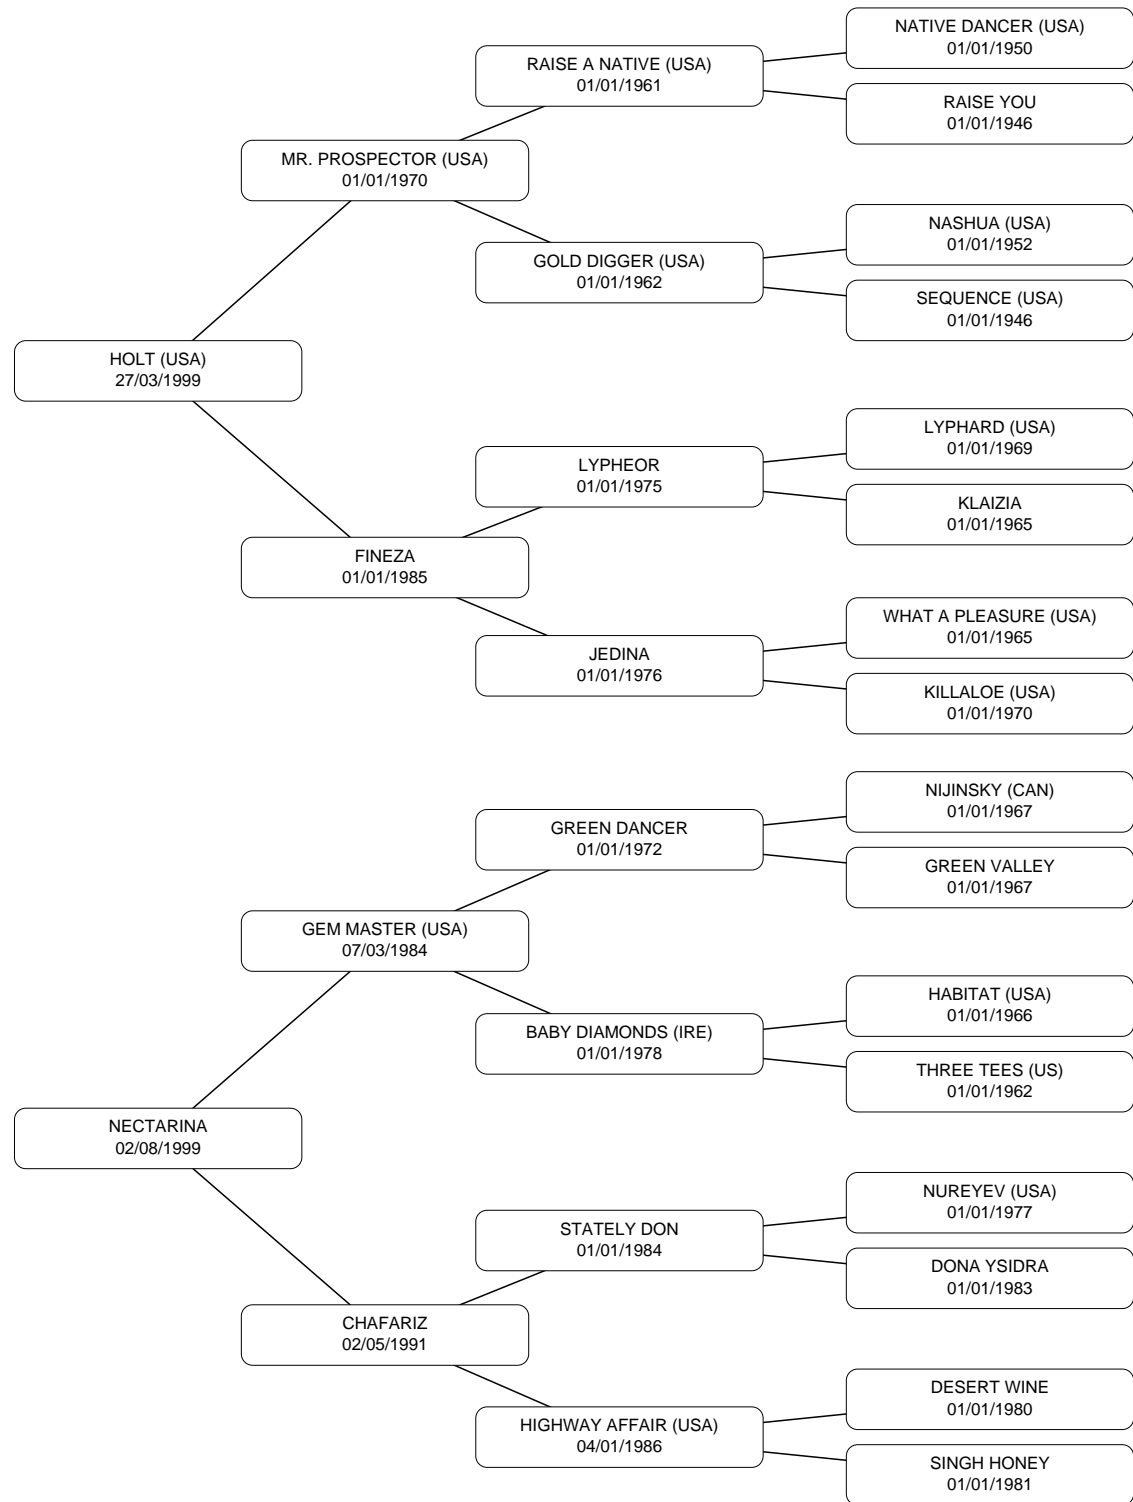 NATIVE DANCER (USA)
01/01/1950
RAISE A NATIVE (USA)
01/01/1961
RAISE YOU
01/01/1946
MR. PROSPECTOR (USA)
01/01/1970
NASHUA (USA)
01/01/1952
GOLD DIGGER (USA)
01/01/1962
SEQUENCE (USA)
01/01/1946
HOLT (USA)
27/03/1999
LYPHARD (USA)
01/01/1969
LYPHEOR
01/01/1975
KLAIZIA
01/01/1965
FINEZA
01/01/1985
WHAT A PLEASURE (USA)
01/01/1965
JEDINA
01/01/1976
KILLALOE (USA)
01/01/1970
NIJINSKY (CAN)
01/01/1967
GREEN DANCER
01/01/1972
GREEN VALLEY
01/01/1967
GEM MASTER (USA)
07/03/1984
HABITAT (USA)
01/01/1966
BABY DIAMONDS (IRE)
01/01/1978
THREE TEES (US)
01/01/1962
NECTARINA
02/08/1999
NUREYEV (USA)
01/01/1977
STATELY DON
01/01/1984
DONA YSIDRA
01/01/1983
CHAFARIZ
02/05/1991
DESERT WINE
01/01/1980
HIGHWAY AFFAIR (USA)
04/01/1986
SINGH HONEY
01/01/1981